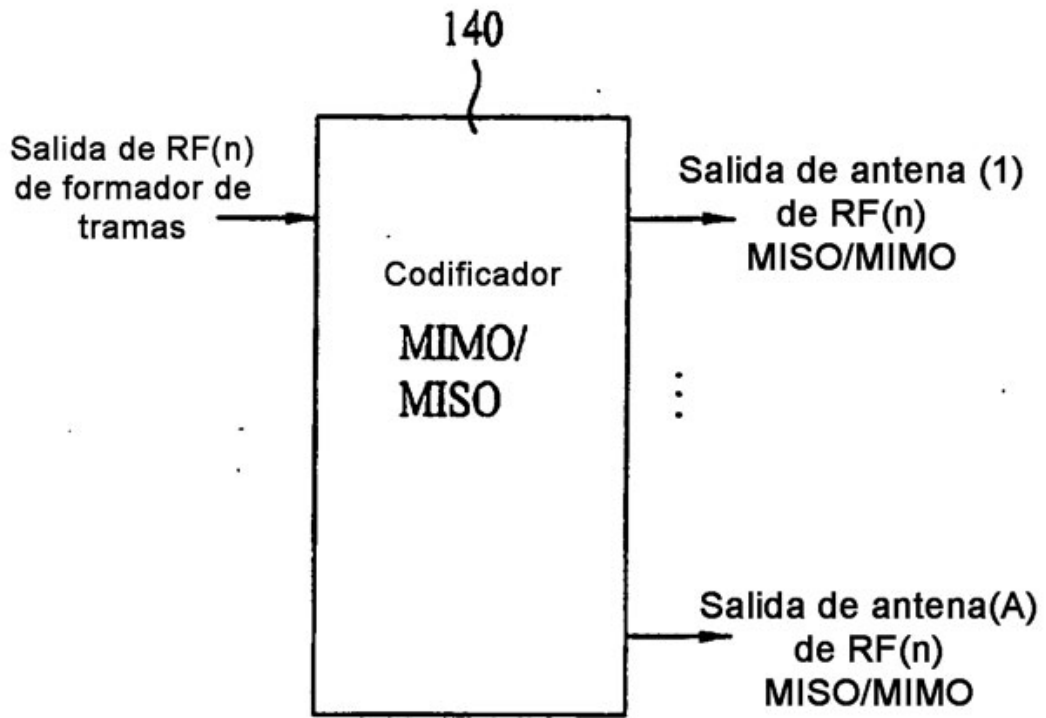 140
Salida de RF(n)
de formador de
tramas
Codificador
MIMO/
MISO
Salida de antena (1)
de RF(n)
MISO/MIMO
Salida de antena(A)
de RF(n)
MISO/MIMO